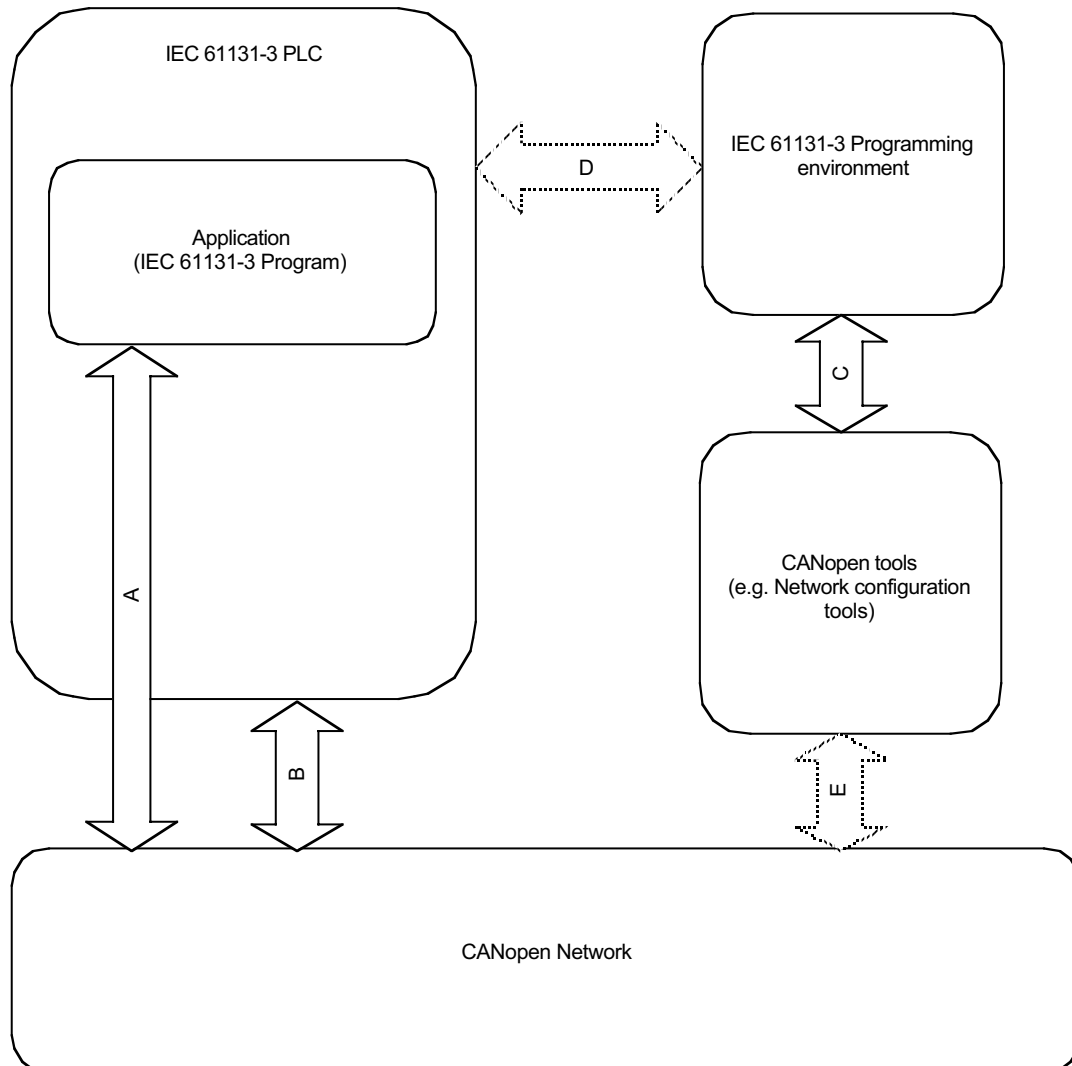 IEC 61131-3 PLC
Application
(IEC 61131-3 Program)
D
IEC 61131-3 Programming
environment
C
CANopen tools
(e.g. Network configuration
tools)
A
B
E
CANopen Network